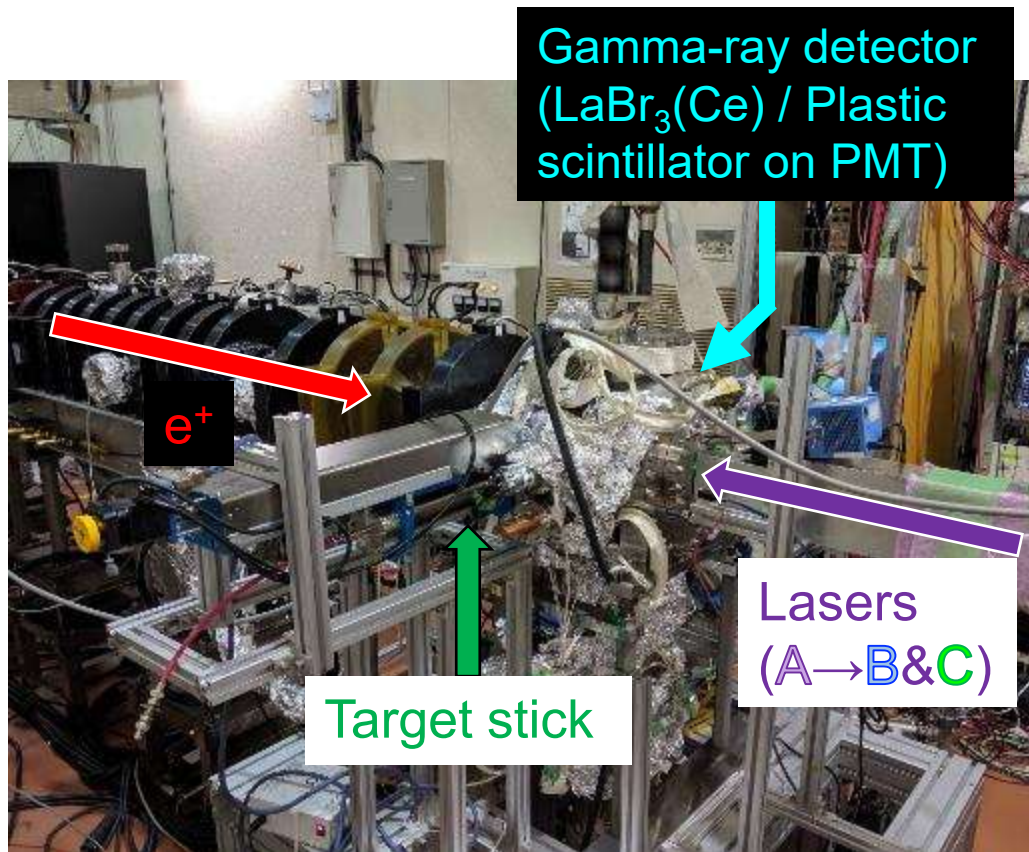 Gamma-ray detector
(LaBr₃(Ce) / Plastic
scintillator on PMT)
e⁺
Lasers
(A→B&C)
Target stick